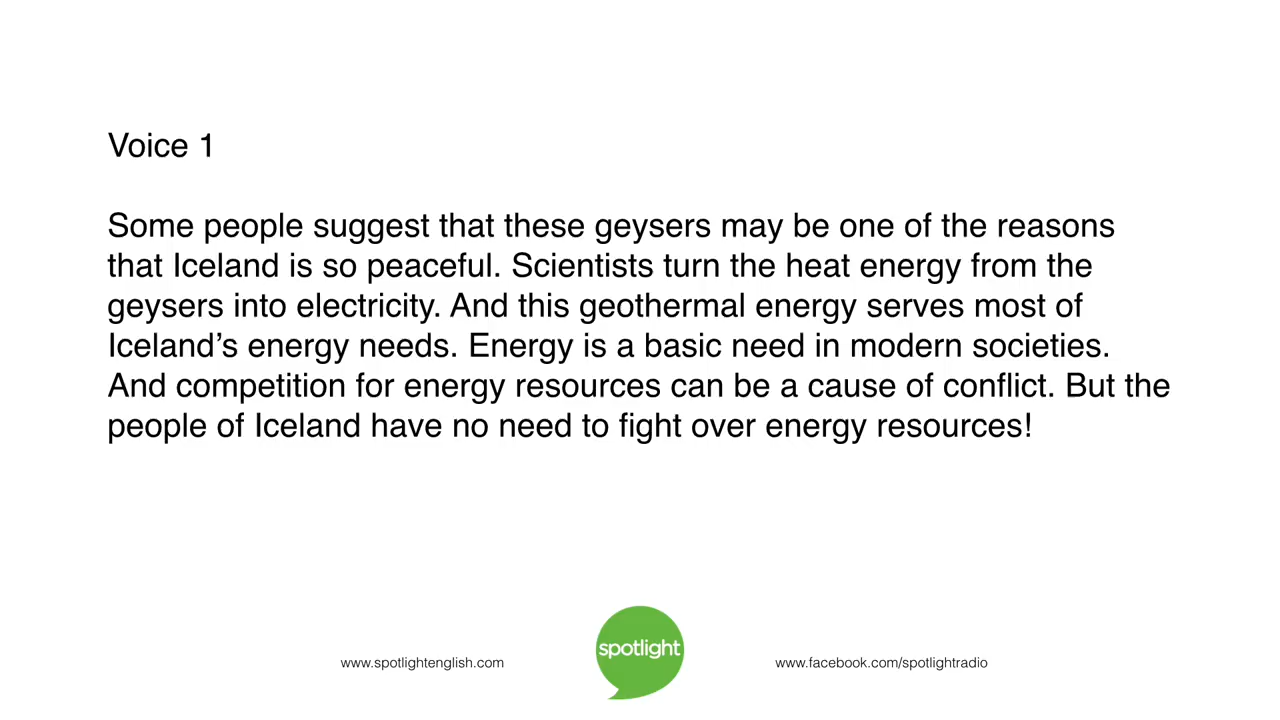 Voice 1
Some people suggest that these geysers may be one of the reasons
that Iceland is so peaceful. Scientists turn the heat energy from the
geysers into electricity. And this geothermal energy serves most of
Iceland’s energy needs. Energy is a basic need in modern societies.
And competition for energy resources can be a cause of conflict. But the
people of Iceland have no need to fight over energy resources!
spotlight
www.spotlightenglish.com
www.facebook.com/spotlightradio